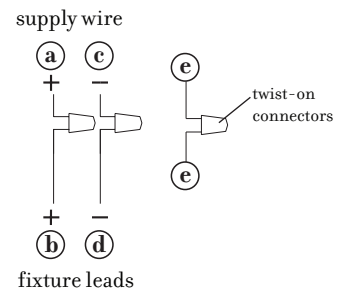 supply wire
a c
+ −
e
twist-on
connectors
e
+ −
b d
fixture leads